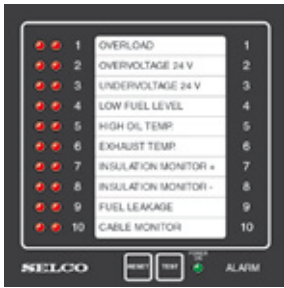 1 OVERLOAD 1
2 OVERVOLTAGE 24 V 2
3 UNDERVOLTAGE 24 V 3
4 LOW FUEL LEVEL 4
5 HIGH OIL TEMP. 5
6 EXHAUST TEMP. 6
7 INSULATION MONITOR + 7
8 INSULATION MONITOR - 8
9 FUEL LEAKAGE 9
10 CABLE MONITOR 10
SELCO RESET TEST POWER ON ALARM